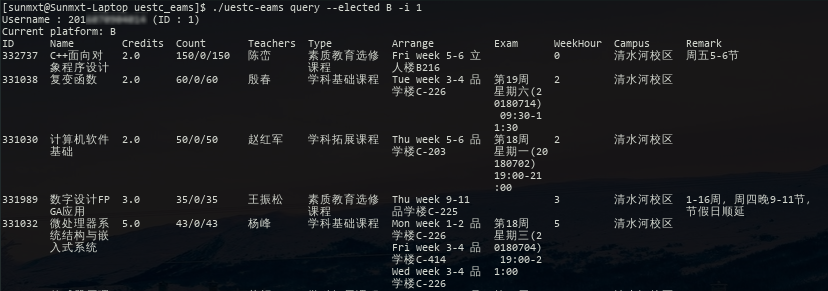 [sunmxt@Sunmxt-Laptop uestc_eams]$ ./uestc-eams query --elected B -i 1
Username : 201 (ID : 1)
Current platform: B
ID Name Credits Count Teachers Type Arrange Exam WeekHour Campus Remark
332737 C++面向对 2.0 150/0/150 陈峦 素质教育选修 Fri week 5-6 立 0 清水河校区 周五5-6节
象程序设计 课程 人楼B216
331038 复变函数 2.0 60/0/60 殷春 学科基础课程 Tue week 3-4 品 第19周 2 清水河校区
学楼C-226 星期六(2
0180714)
09:30-1
1:30
331030 计算机软件 2.0 50/0/50 赵红军 学科拓展课程 Thu week 5-6 品 第18周 2 清水河校区
基础 学楼C-203 星期一(20
180702)
19:00-21
:00
331989 数字设计FP 3.0 35/0/35 王振松 素质教育选修 Thu week 9-11 3 清水河校区 1-16周, 周四晚9-11节,
GA应用 课程 品学楼C-225 节假日顺延
331032 微处理器系 5.0 43/0/43 杨峰 学科基础课程 Mon week 1-2 品 第18周 5 清水河校区
统结构与嵌 学楼C-226 星期三(2
入式系统 Fri week 3-4 品 0180704)
学楼C-414 19:00-2
Wed week 3-4 品 1:00
学楼C-226